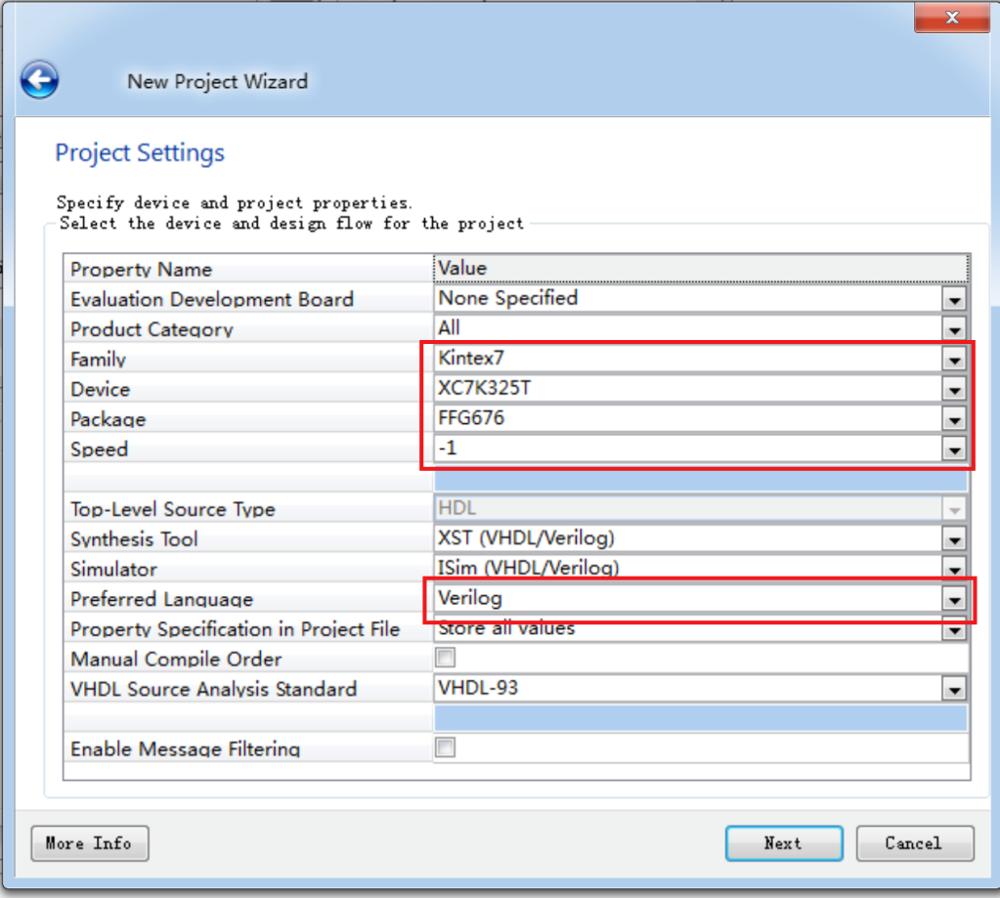 New Project Wizard
Project Settings
Specify device and project properties.
Select the device and design flow for the project
Property Name Value
Evaluation Development Board None Specified
Product Category All
Family Kintex7
Device XC7K325T
Package FFG676
Speed -1
Top-Level Source Type HDL
Synthesis Tool XST (VHDL/Verilog)
Simulator ISim (VHDL/Verilog)
Preferred Language Verilog
Property Specification in Project File Store all values
Manual Compile Order
VHDL Source Analysis Standard VHDL-93
Enable Message Filtering
More Info Next Cancel